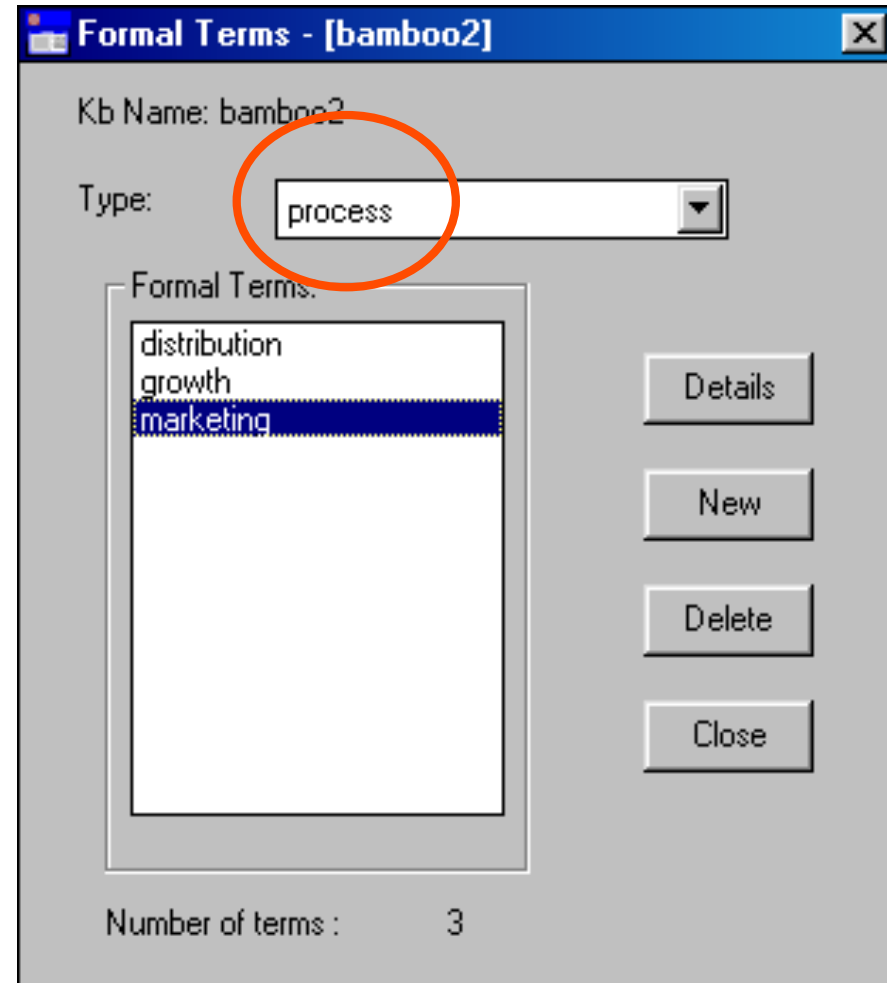 Formal Terms - [bamboo2]
Kb Name: bamboo2
Type: process
Formal Terms:
distribution
growth
marketing
Details
New
Delete
Close
Number of terms : 3